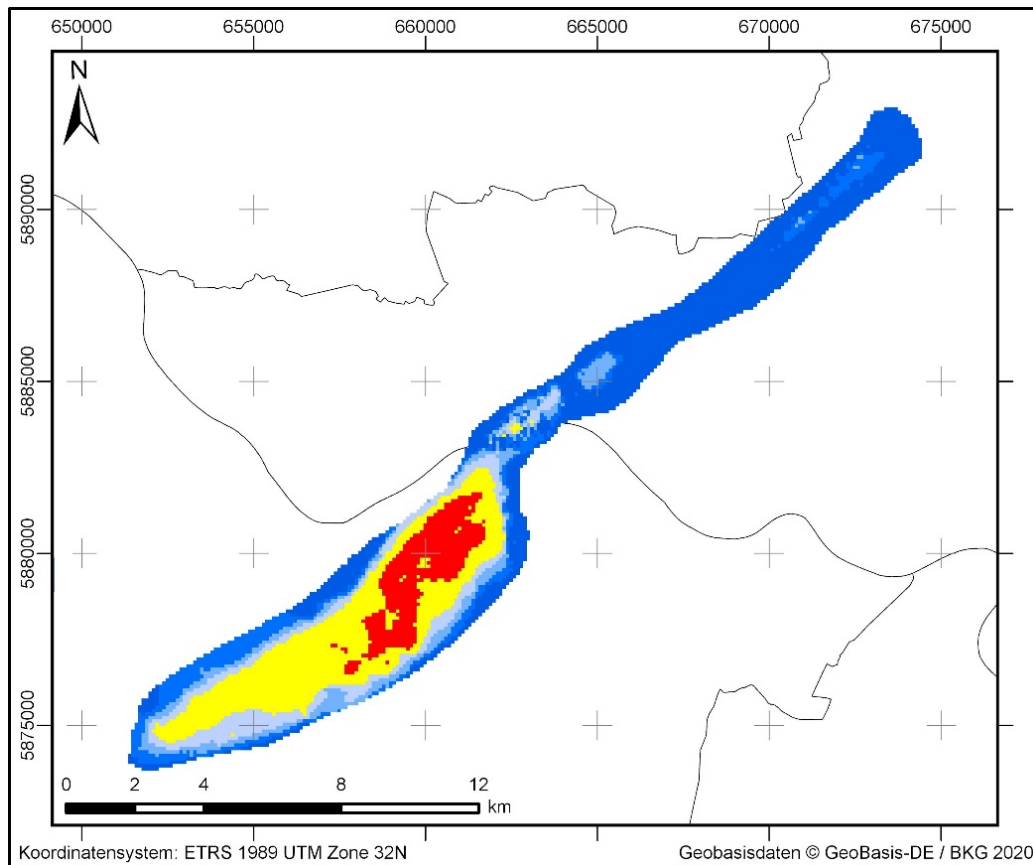 650000 655000 660000 665000 670000 675000
N
5890000
5885000
5880000
5875000
0 2 4 8 12
km
Koordinatensystem: ETRS 1989 UTM Zone 32N
Geobasisdaten © GeoBasis-DE / BKG 2020